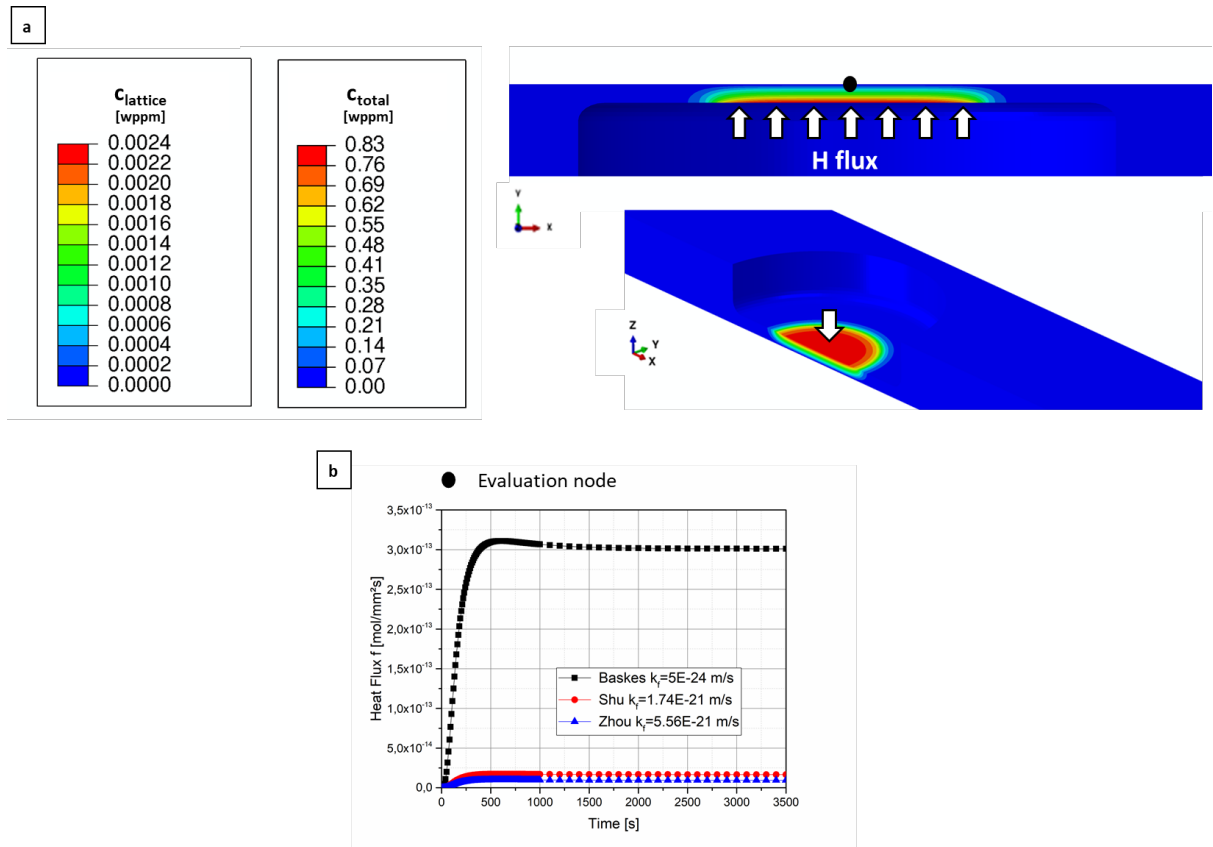 a
c_lattice
[wppm]
0.0024
0.0022
0.0020
0.0018
0.0016
0.0014
0.0012
0.0010
0.0008
0.0006
0.0004
0.0002
0.0000
c_total
[wppm]
0.83
0.76
0.69
0.62
0.55
0.48
0.41
0.35
0.28
0.21
0.14
0.07
0.00
H flux
Y
X
Z
Y
X
b
Evaluation node
Heat Flux f [mol/mm²s]
3,5x10⁻¹³
3,0x10⁻¹³
2,5x10⁻¹³
2,0x10⁻¹³
1,5x10⁻¹³
1,0x10⁻¹³
5,0x10⁻¹⁴
0,0
Baskes k_f=5E-24 m/s
Shu k_f=1.74E-21 m/s
Zhou k_f=5.56E-21 m/s
0 500 1000 1500 2000 2500 3000 3500
Time [s]